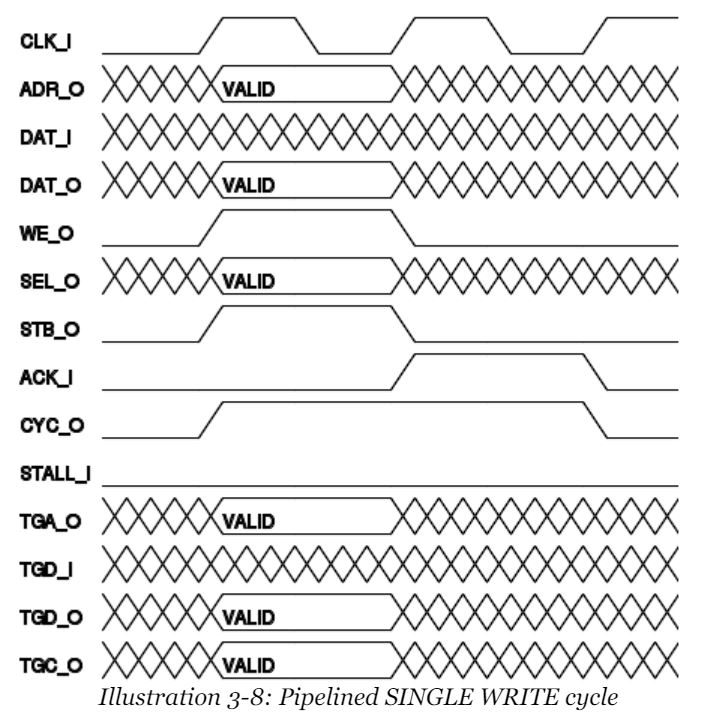 CLK_I
ADR_O VALID
DAT_I
DAT_O VALID
WE_O
SEL_O VALID
STB_O
ACK_I
CYC_O
STALL_I
TGA_O VALID
TGD_I
TGD_O VALID
TGC_O VALID
Illustration 3-8: Pipelined SINGLE WRITE cycle